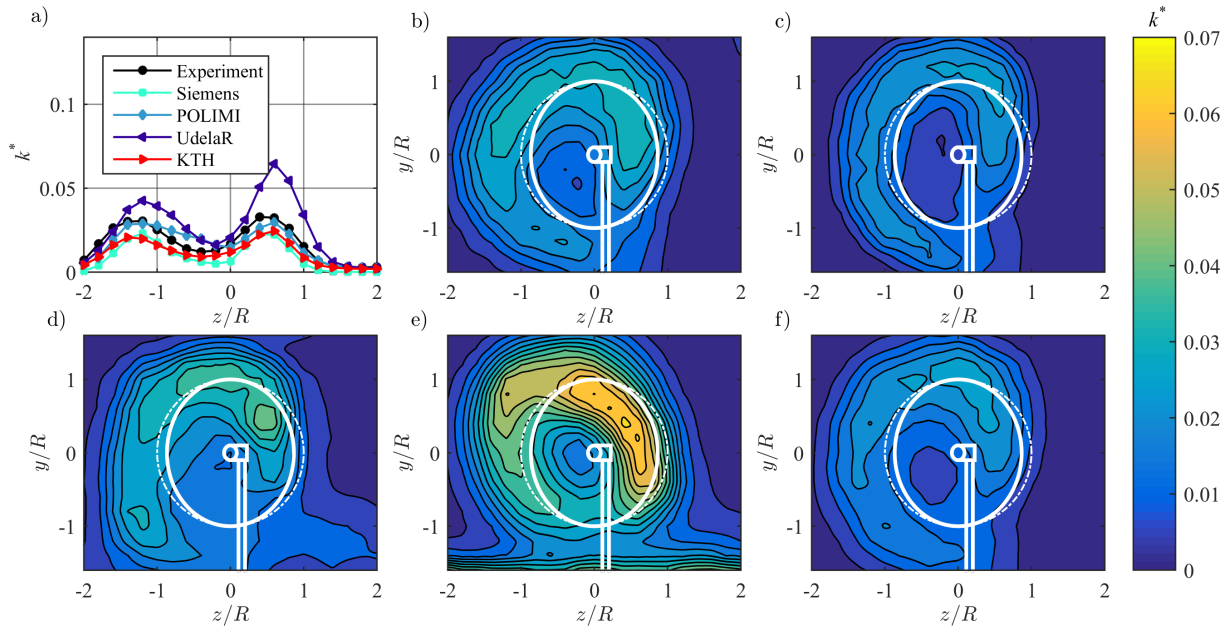 a)
k*
0.1
0.05
0
-2 -1 0 1 2
z/R
Experiment
Siemens
POLIMI
UdelaR
KTH
b)
y/R
1
0
-1
-2 -1 0 1 2
z/R
c)
y/R
1
0
-1
-2 -1 0 1 2
z/R
d)
y/R
1
0
-1
-2 -1 0 1 2
z/R
e)
y/R
1
0
-1
-2 -1 0 1 2
z/R
f)
y/R
1
0
-1
-2 -1 0 1 2
z/R
k*
0.07
0.06
0.05
0.04
0.03
0.02
0.01
0